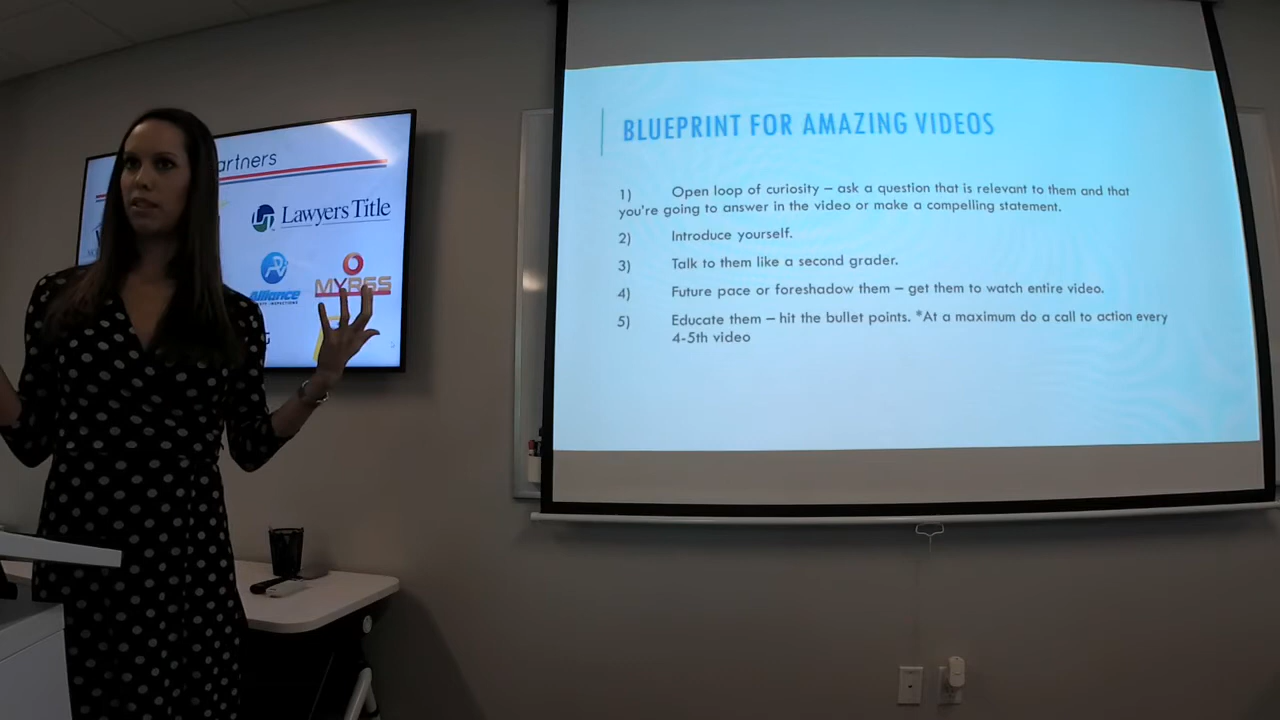 artners
Lawyers Title
Alliance
MYRGS
BLUEPRINT FOR AMAZING VIDEOS
1) Open loop of curiosity – ask a question that is relevant to them and that
you're going to answer in the video or make a compelling statement.
2) Introduce yourself.
3) Talk to them like a second grader.
4) Future pace or foreshadow them – get them to watch entire video.
5) Educate them – hit the bullet points. *At a maximum do a call to action every
4-5th video